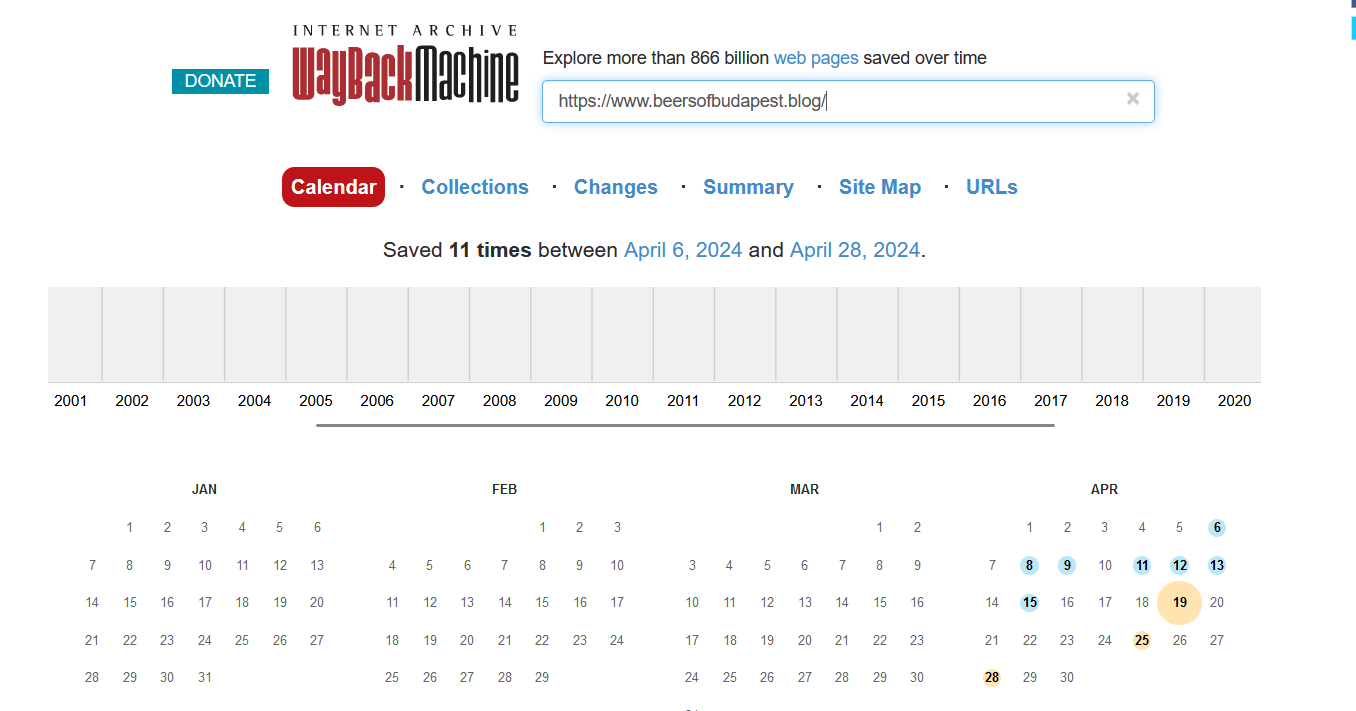 INTERNET ARCHIVE
WayBackMachine
DONATE
Explore more than 866 billion web pages saved over time
https://www.beersofbudapest.blog/
Calendar · Collections · Changes · Summary · Site Map · URLs
Saved 11 times between April 6, 2024 and April 28, 2024.
2001 2002 2003 2004 2005 2006 2007 2008 2009 2010 2011 2012 2013 2014 2015 2016 2017 2018 2019 2020
JAN
1 2 3 4 5 6
7 8 9 10 11 12 13
14 15 16 17 18 19 20
21 22 23 24 25 26 27
28 29 30 31
FEB
1 2 3
4 5 6 7 8 9 10
11 12 13 14 15 16 17
18 19 20 21 22 23 24
25 26 27 28 29
MAR
1 2
3 4 5 6 7 8 9
10 11 12 13 14 15 16
17 18 19 20 21 22 23
24 25 26 27 28 29 30
APR
1 2 3 4 5 6
7 8 9 10 11 12 13
14 15 16 17 18 19 20
21 22 23 24 25 26 27
28 29 30